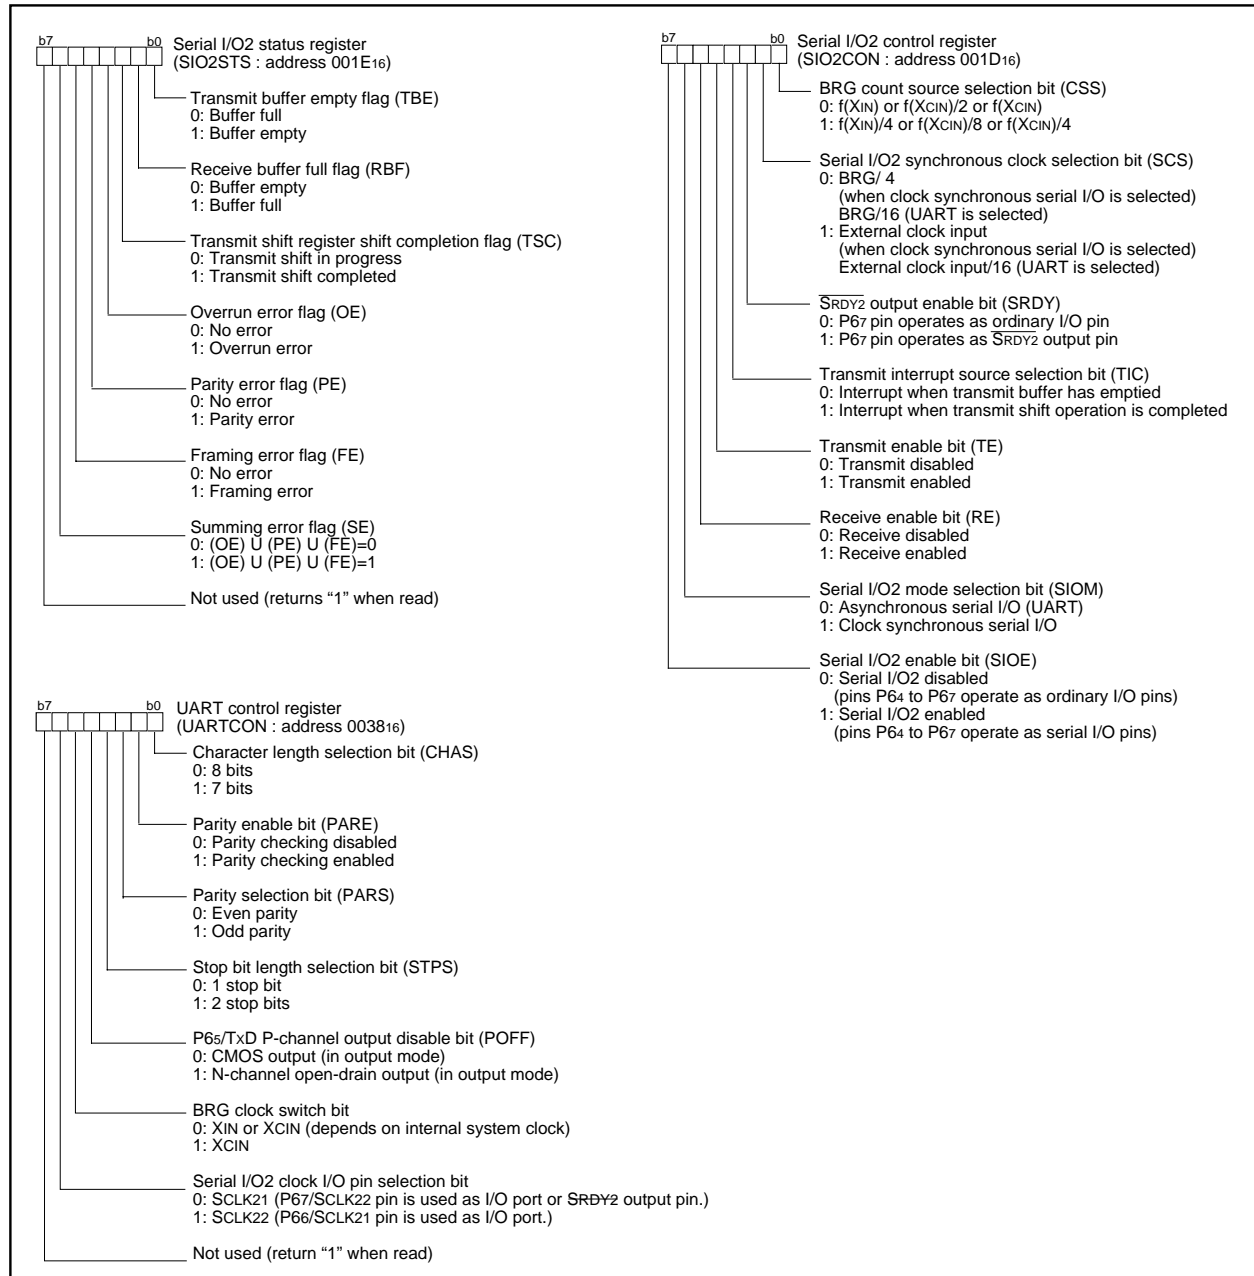 b7 b0 Serial I/O2 status register
(SIO2STS : address 001E16)
Transmit buffer empty flag (TBE)
0: Buffer full
1: Buffer empty
Receive buffer full flag (RBF)
0: Buffer empty
1: Buffer full
Transmit shift register shift completion flag (TSC)
0: Transmit shift in progress
1: Transmit shift completed
Overrun error flag (OE)
0: No error
1: Overrun error
Parity error flag (PE)
0: No error
1: Parity error
Framing error flag (FE)
0: No error
1: Framing error
Summing error flag (SE)
0: (OE) U (PE) U (FE)=0
1: (OE) U (PE) U (FE)=1
Not used (returns “1” when read)
b7 b0 UART control register
(UARTCON : address 003816)
Character length selection bit (CHAS)
0: 8 bits
1: 7 bits
Parity enable bit (PARE)
0: Parity checking disabled
1: Parity checking enabled
Parity selection bit (PARS)
0: Even parity
1: Odd parity
Stop bit length selection bit (STPS)
0: 1 stop bit
1: 2 stop bits
P65/TXD P-channel output disable bit (POFF)
0: CMOS output (in output mode)
1: N-channel open-drain output (in output mode)
BRG clock switch bit
0: XIN or XCIN (depends on internal system clock)
1: XCIN
Serial I/O2 clock I/O pin selection bit
0: SCLK21 (P67/SCLK22 pin is used as I/O port or SRDY2 output pin.)
1: SCLK22 (P66/SCLK21 pin is used as I/O port.)
Not used (return “1” when read)
b7 b0 Serial I/O2 control register
(SIO2CON : address 001D16)
BRG count source selection bit (CSS)
0: f(XIN) or f(XCIN)/2 or f(XCIN)
1: f(XIN)/4 or f(XCIN)/8 or f(XCIN)/4
Serial I/O2 synchronous clock selection bit (SCS)
0: BRG/ 4
(when clock synchronous serial I/O is selected)
BRG/16 (UART is selected)
1: External clock input
(when clock synchronous serial I/O is selected)
External clock input/16 (UART is selected)
SRDY2 output enable bit (SRDY)
0: P67 pin operates as ordinary I/O pin
1: P67 pin operates as SRDY2 output pin
Transmit interrupt source selection bit (TIC)
0: Interrupt when transmit buffer has emptied
1: Interrupt when transmit shift operation is completed
Transmit enable bit (TE)
0: Transmit disabled
1: Transmit enabled
Receive enable bit (RE)
0: Receive disabled
1: Receive enabled
Serial I/O2 mode selection bit (SIOM)
0: Asynchronous serial I/O (UART)
1: Clock synchronous serial I/O
Serial I/O2 enable bit (SIOE)
0: Serial I/O2 disabled
(pins P64 to P67 operate as ordinary I/O pins)
1: Serial I/O2 enabled
(pins P64 to P67 operate as serial I/O pins)